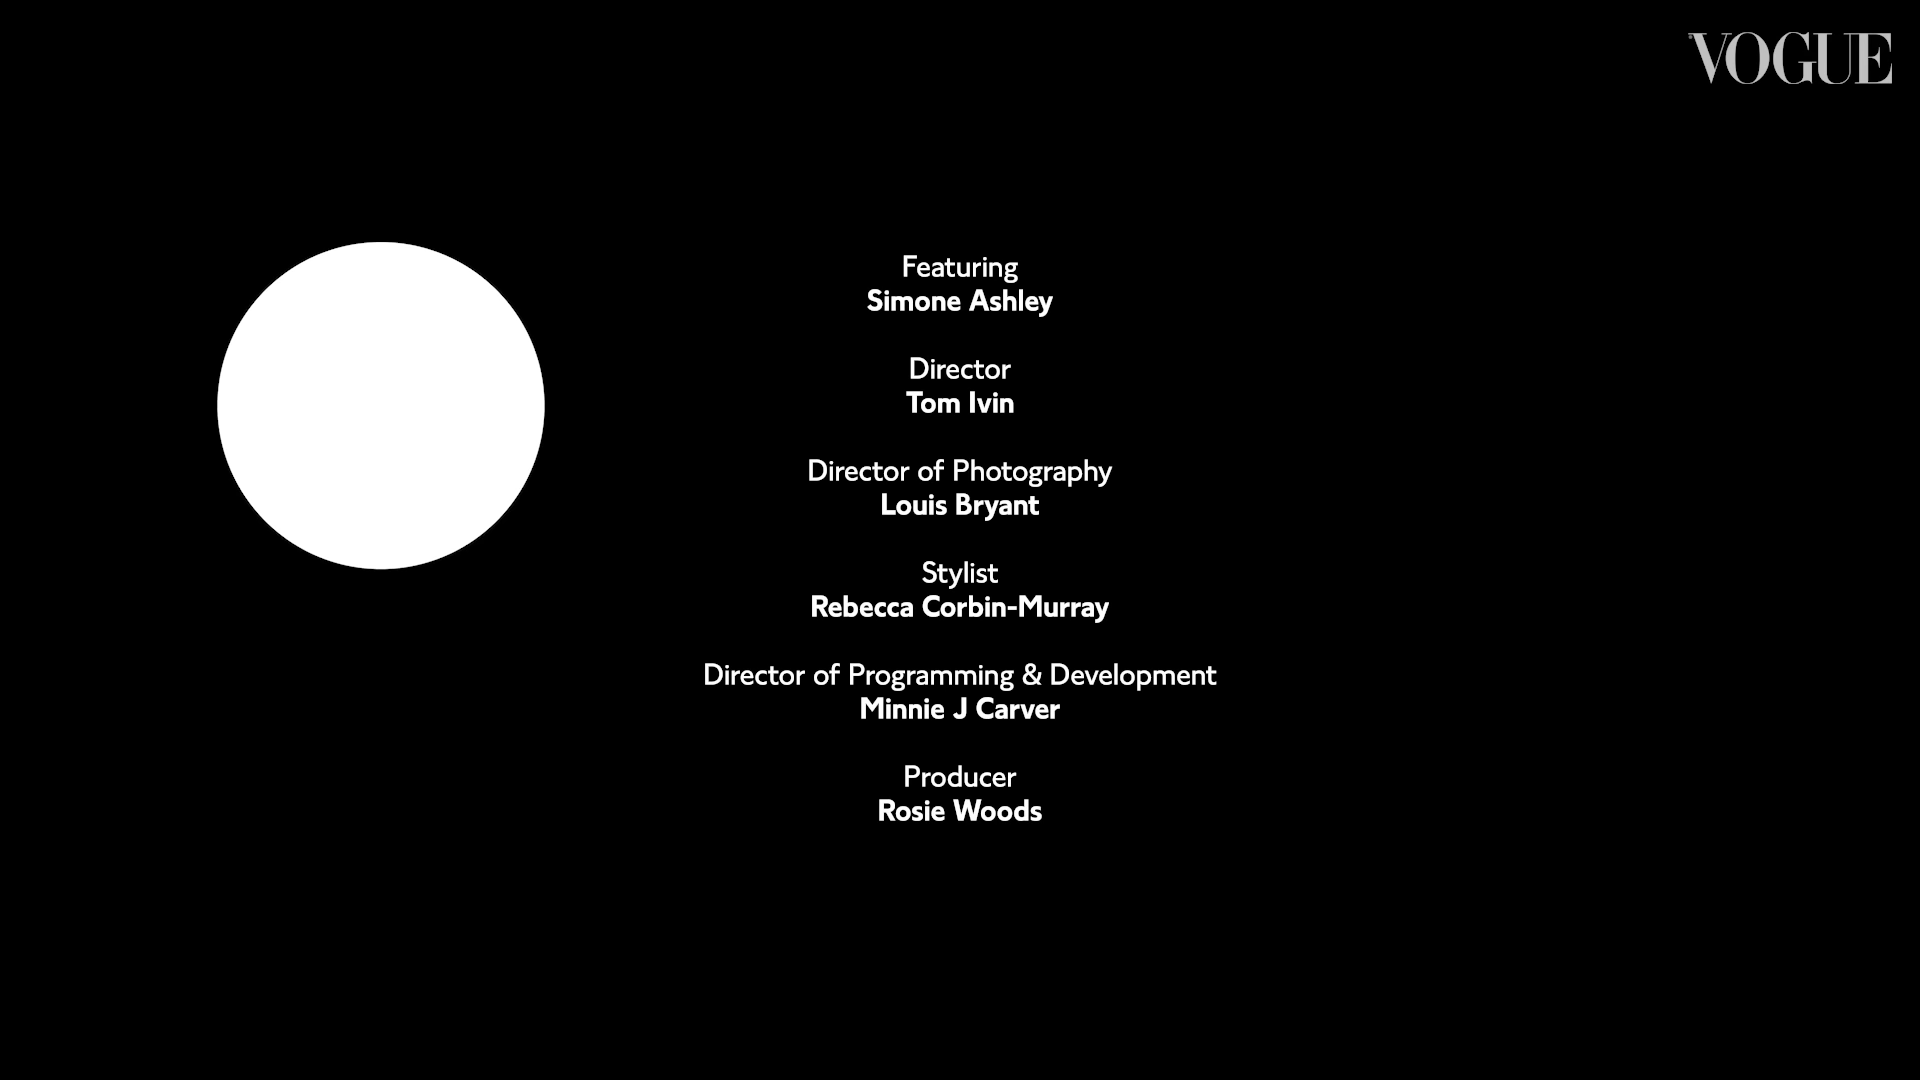 VOGUE
Featuring
Simone Ashley
Director
Tom Ivin
Director of Photography
Louis Bryant
Stylist
Rebecca Corbin-Murray
Director of Programming & Development
Minnie J Carver
Producer
Rosie Woods